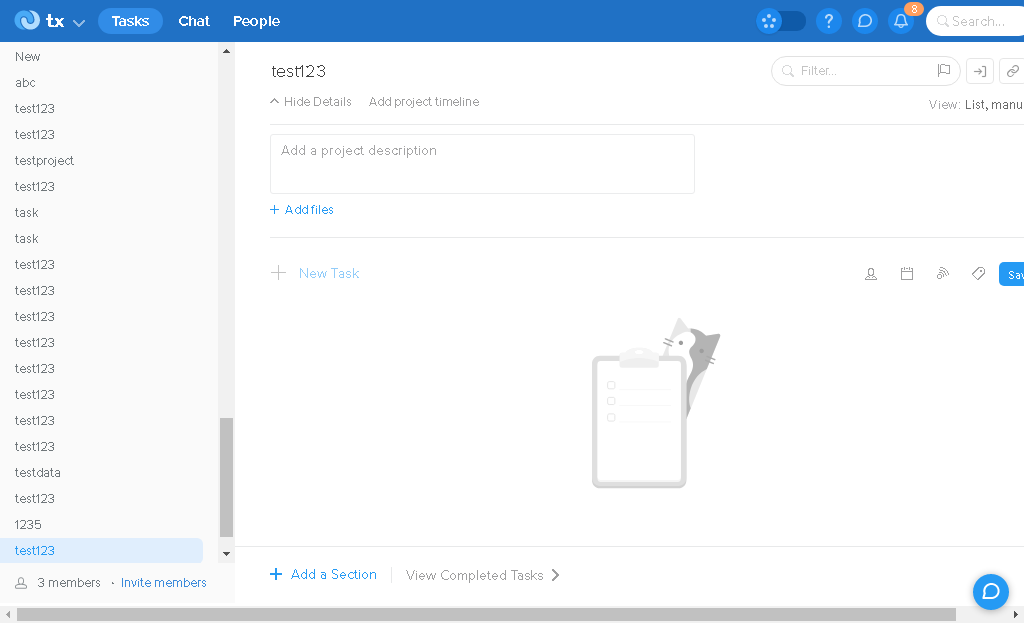 tx Tasks Chat People 8 Search...
New
abc
test123
test123
testproject
test123
task
task
test123
test123
test123
test123
test123
test123
test123
test123
testdata
test123
1235
test123
3 members · Invite members
test123
Filter...
Hide Details Add project timeline
View: List, manu
Add a project description
+ Add files
New Task
Sav
+ Add a Section View Completed Tasks